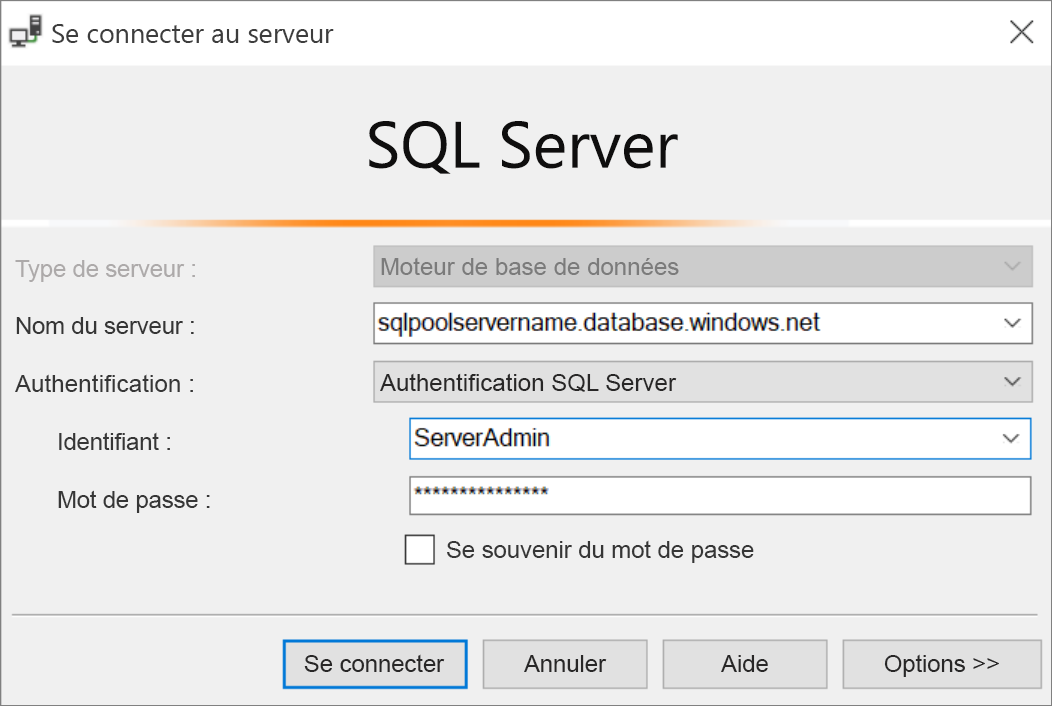 Se connecter au serveur
SQL Server
Type de serveur : Moteur de base de données
Nom du serveur : sqlpoolservername.database.windows.net
Authentification : Authentification SQL Server
Identifiant : ServerAdmin
Mot de passe : ***************
Se souvenir du mot de passe
Se connecter Annuler Aide Options >>